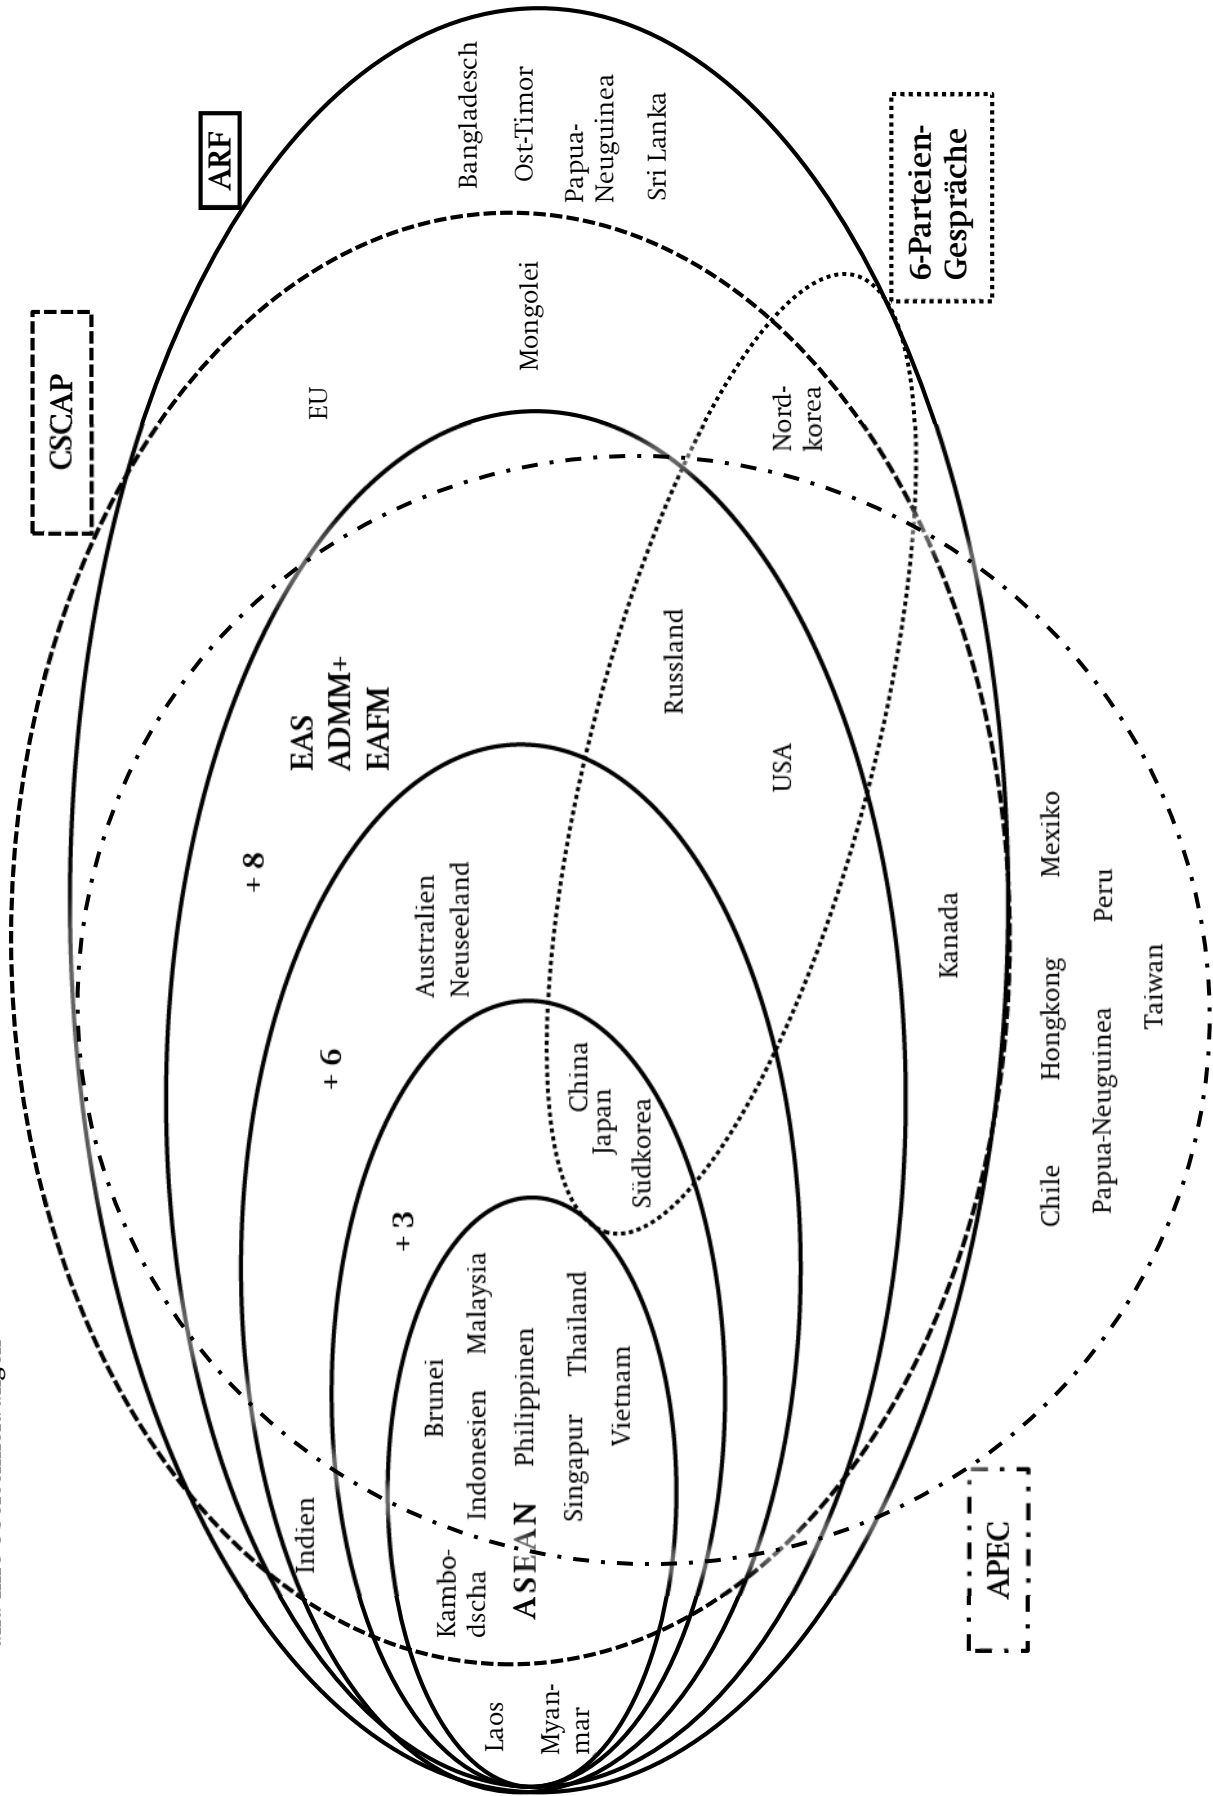 CSCAP
ARF
EU
Mongolei
Bangladesch
Ost-Timor
Papua-
Neuguinea
Sri Lanka
+ 8
EAS
ADMM+
EAFM
Indien
+ 6
Australien
Neuseeland
+ 3
China
Japan
Südkorea
Russland
USA
Nord-
korea
6-Parteien-
Gespräche
Brunei
Kambo-
dscha
Indonesien
Malaysia
ASEAN
Philippinen
Singapur
Thailand
Vietnam
Laos
Myan-
mar
Kanada
APEC
Chile
Hongkong
Mexiko
Papua-Neuguinea
Peru
Taiwan